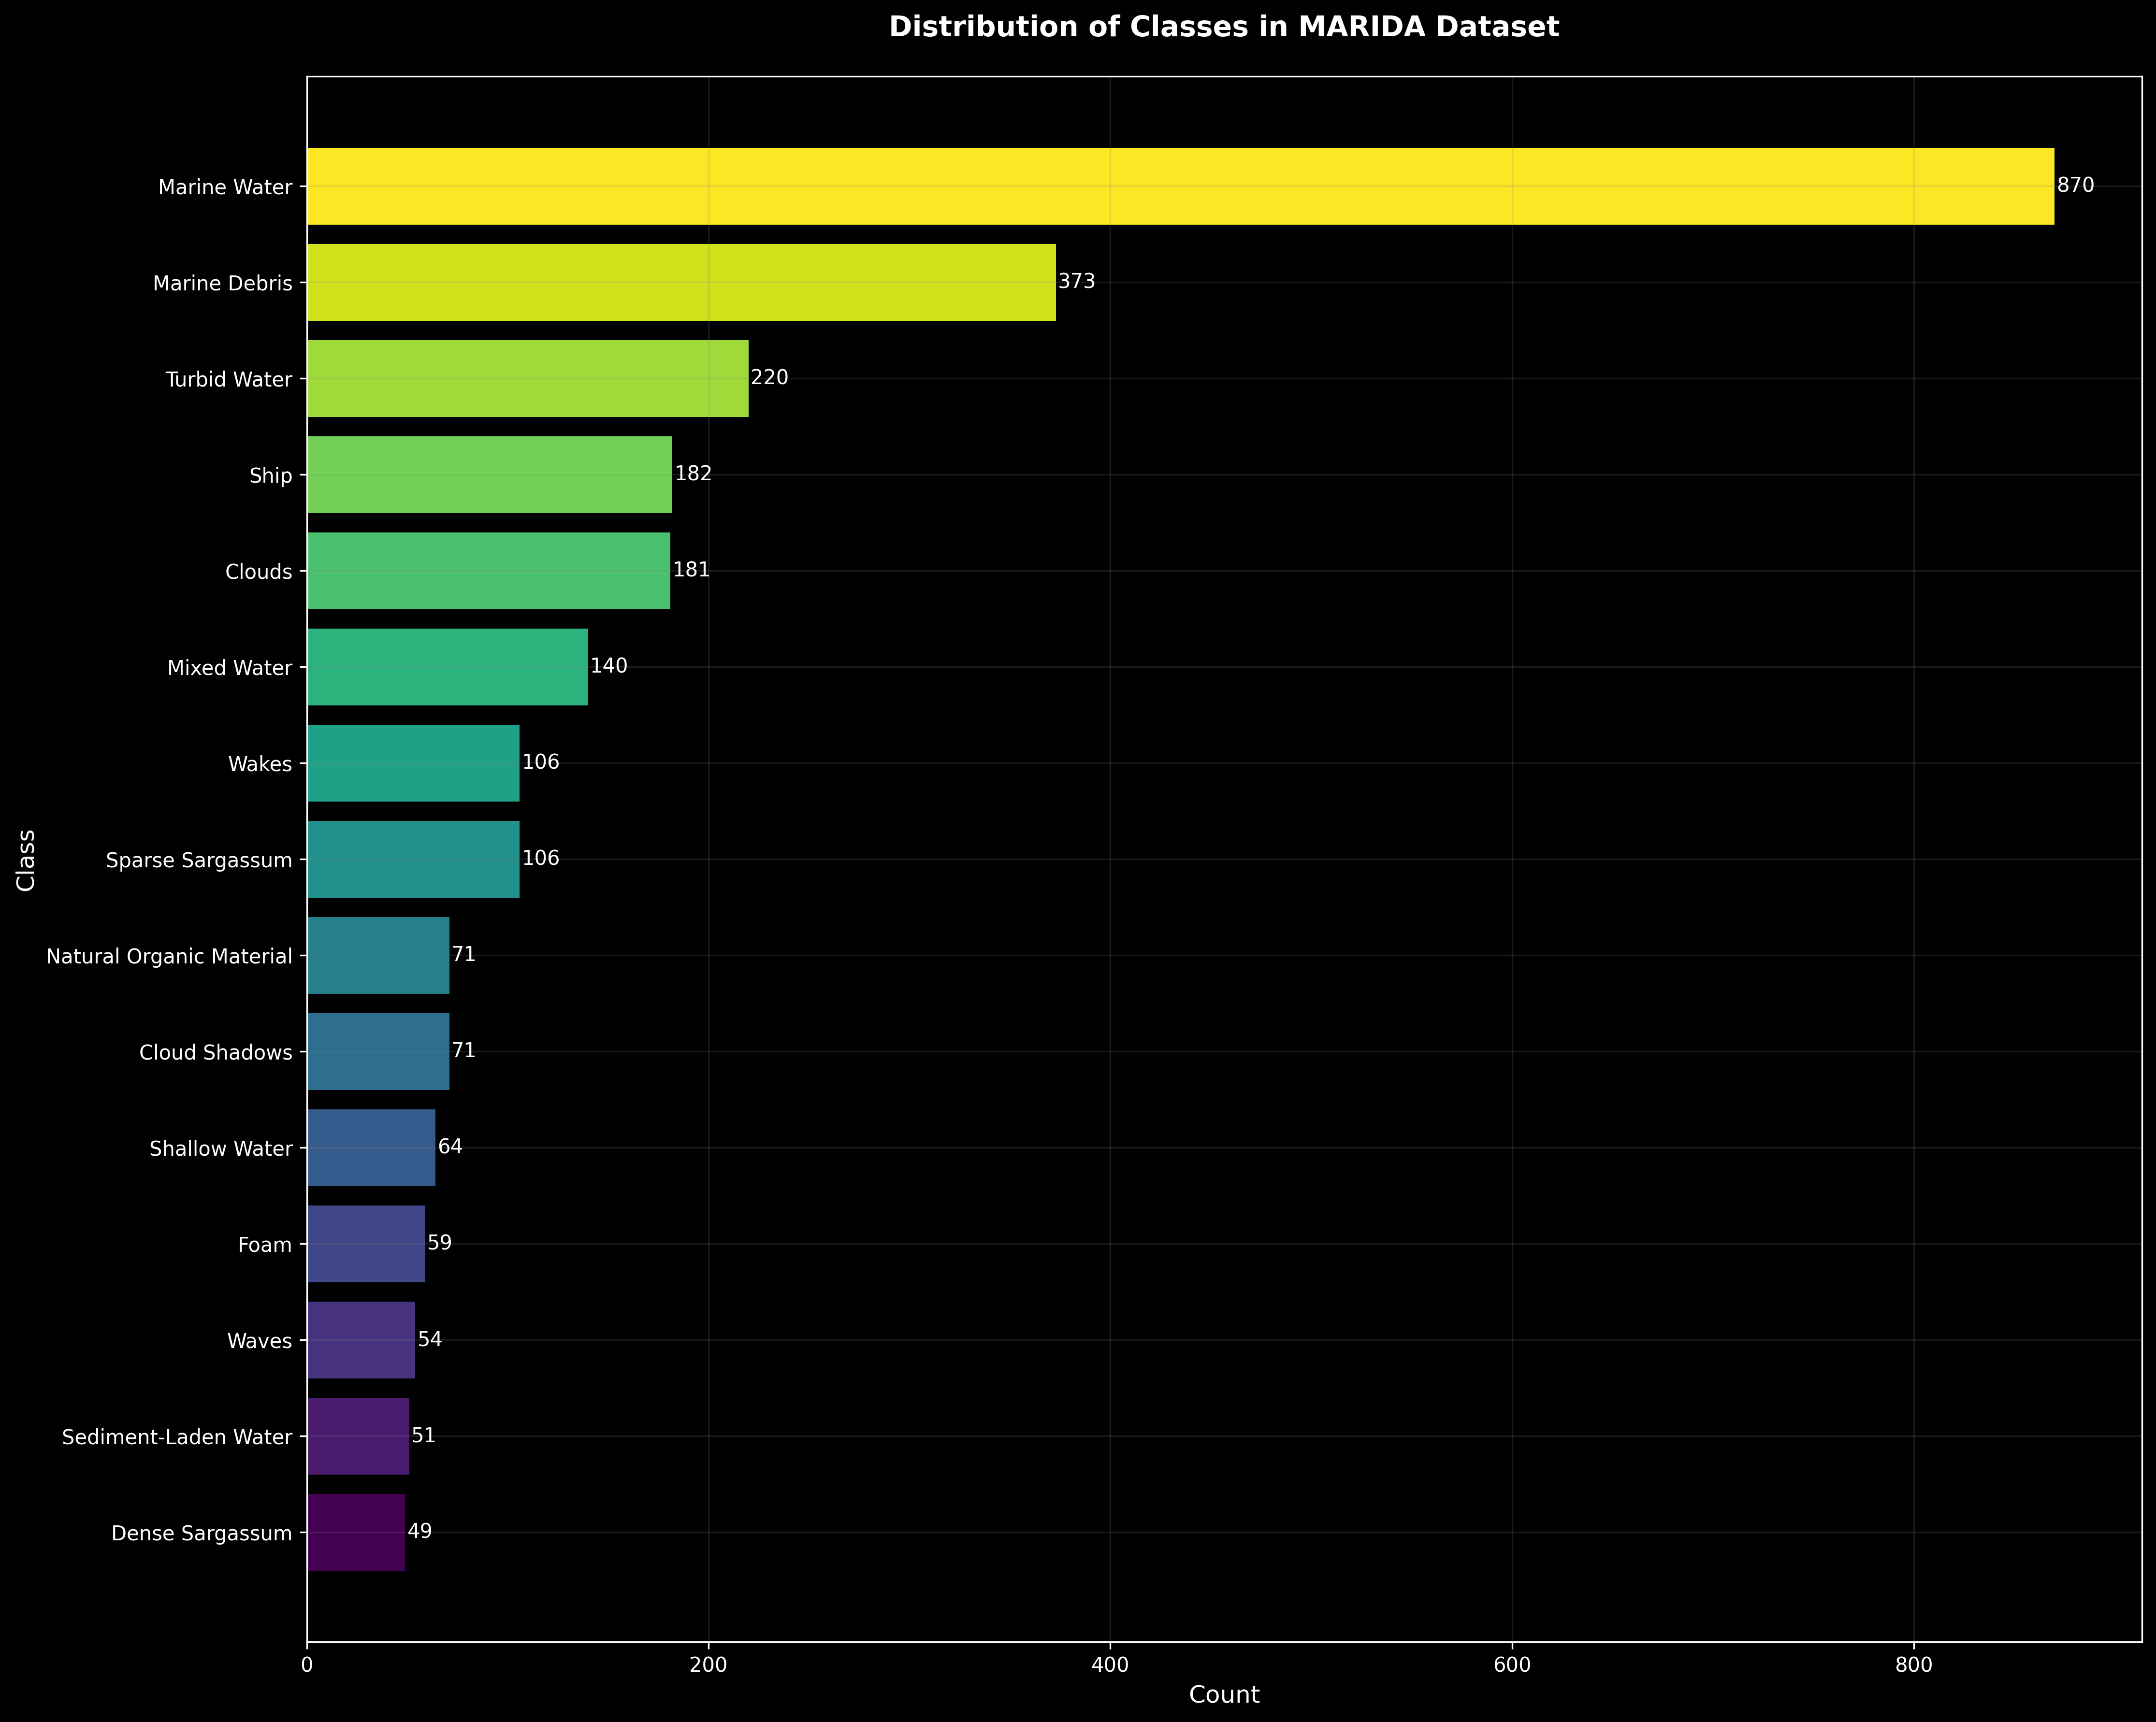 Distribution of Classes in MARIDA Dataset
Marine Water 870
Marine Debris 373
Turbid Water 220
Ship 182
Clouds 181
Mixed Water 140
Wakes 106
Sparse Sargassum 106
Natural Organic Material 71
Cloud Shadows 71
Shallow Water 64
Foam 59
Waves 54
Sediment-Laden Water 51
Dense Sargassum 49
Class
0 200 400 600 800
Count